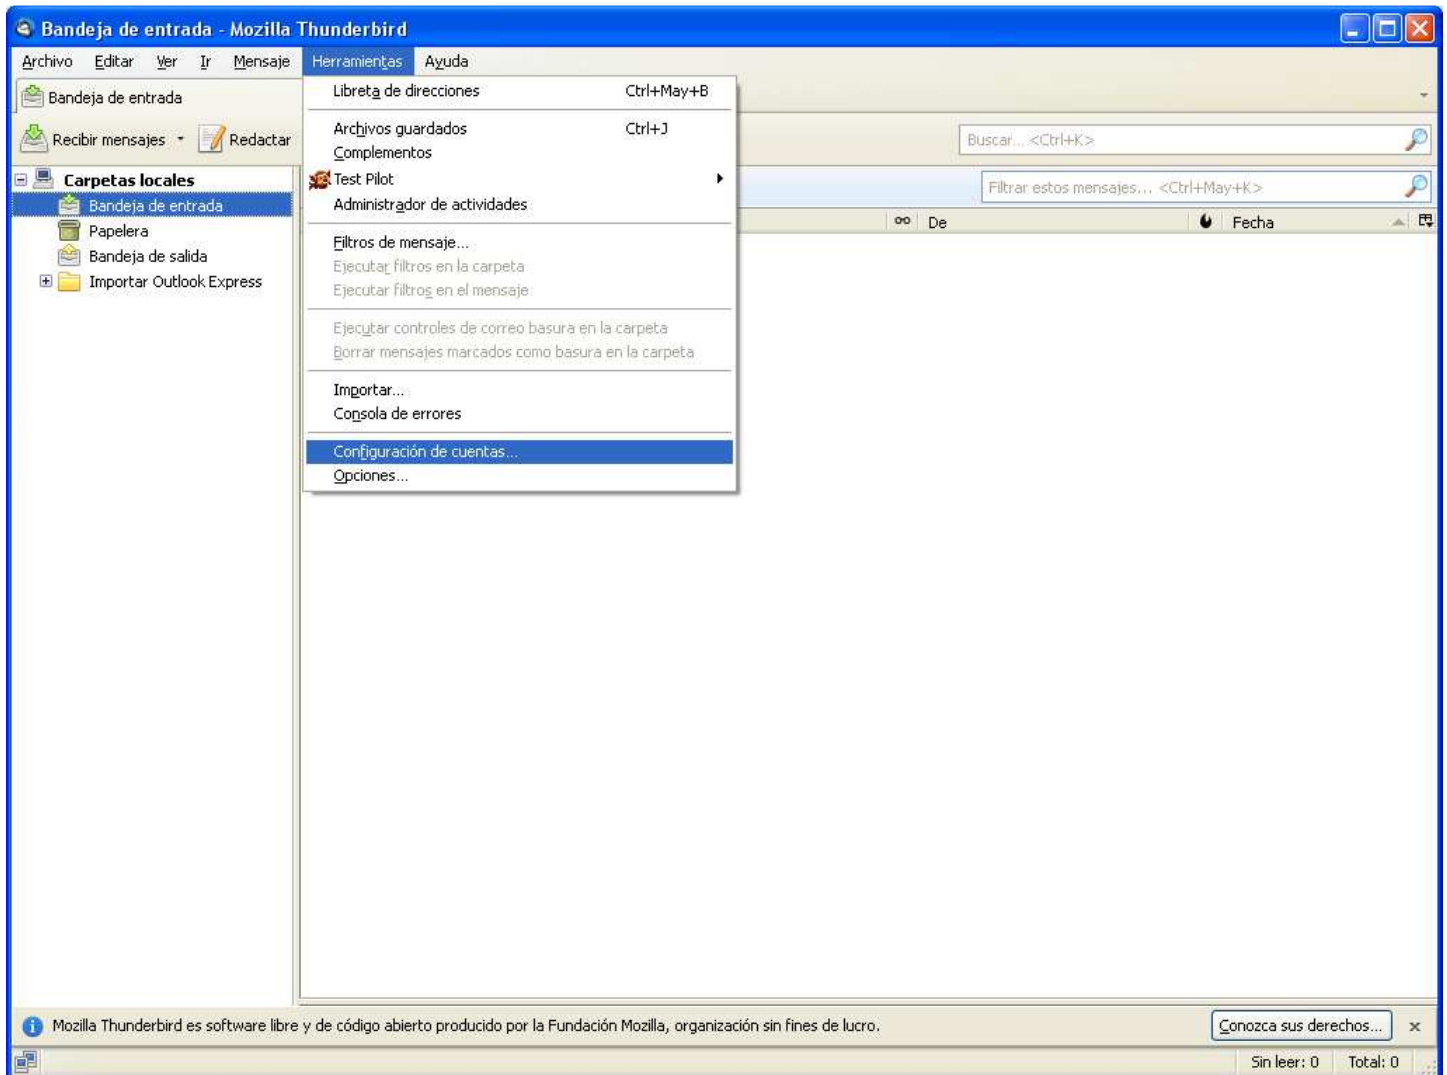 Bandeja de entrada - Mozilla Thunderbird
Archivo Editar Ver Ir Mensaje Herramientas Ayuda
Bandeja de entrada
Recibir mensajes Redactar
Buscar... <Ctrl+K>
Carpetas locales
Bandeja de entrada
Papelera
Bandeja de salida
Importar Outlook Express
Libreta de direcciones Ctrl+May+B
Archivos guardados Ctrl+J
Complementos
Test Pilot
Administrador de actividades
Filtros de mensaje...
Ejecutar filtros en la carpeta
Ejecutar filtros en el mensaje
Ejecutar controles de correo basura en la carpeta
Borrar mensajes marcados como basura en la carpeta
Importar...
Consola de errores
Configuración de cuentas...
Opciones...
Filtrar estos mensajes... <Ctrl+May+K>
De Fecha
Mozilla Thunderbird es software libre y de código abierto producido por la Fundación Mozilla, organización sin fines de lucro.
Conozca sus derechos...
Sin leer: 0 Total: 0